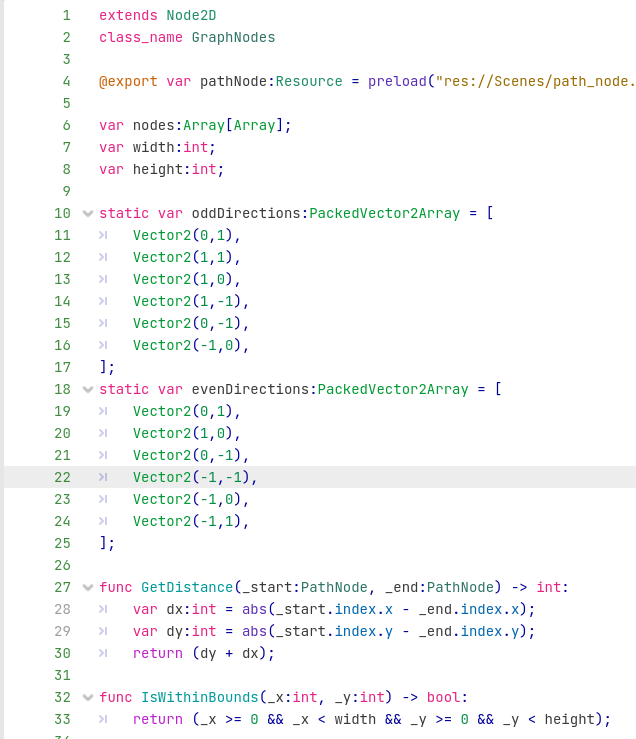 1 extends Node2D
2 class_name GraphNodes
3
4 @export var pathNode:Resource = preload("res://Scenes/path_node.
5
6 var nodes:Array[Array];
7 var width:int;
8 var height:int;
9
10 static var oddDirections:PackedVector2Array = [
11 Vector2(0,1),
12 Vector2(1,1),
13 Vector2(1,0),
14 Vector2(1,-1),
15 Vector2(0,-1),
16 Vector2(-1,0),
17 ];
18 static var evenDirections:PackedVector2Array = [
19 Vector2(0,1),
20 Vector2(1,0),
21 Vector2(0,-1),
22 Vector2(-1,-1),
23 Vector2(-1,0),
24 Vector2(-1,1),
25 ];
26
27 func GetDistance(_start:PathNode, _end:PathNode) -> int:
28 var dx:int = abs(_start.index.x - _end.index.x);
29 var dy:int = abs(_start.index.y - _end.index.y);
30 return (dy + dx);
31
32 func IsWithinBounds(_x:int, _y:int) -> bool:
33 return (_x >= 0 && _x < width && _y >= 0 && _y < height);